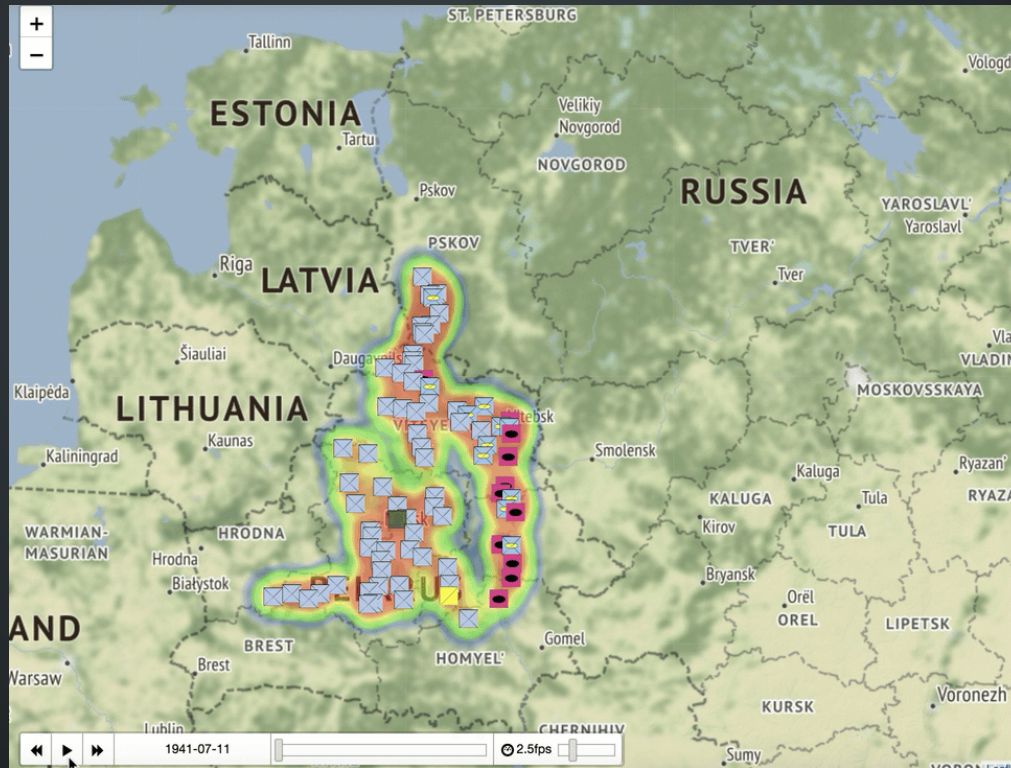 +
−
ST. PETERSBURG
Tallinn
Vologd
ESTONIA
Velikiy
Novgorod
Tartu
NOVGOROD
Pskov
RUSSIA
YAROSLAVL'
Yaroslavl
PSKOV
TVER'
Riga
LATVIA
Tver
Vla
Šiauliai
Daugavpils
VLADIN
Klaipėda
MOSKOVSSKAYA
LITHUANIA
Vitebsk
Kaunas
Smolensk
Kaliningrad
Kaluga
Ryazan'
Tula
KALUGA
RYAZA
WARMIAN-
MASURIAN
HRODNA
Kirov
TULA
Hrodna
Białystok
Bryansk
Orël
OREL
LIPETSK
AND
BREST
Gomel
HOMYEL'
Brest
Warsaw
Voronezh
KURSK
Lublin
CHERNIHIV
1941-07-11
2.5fps
Sumy